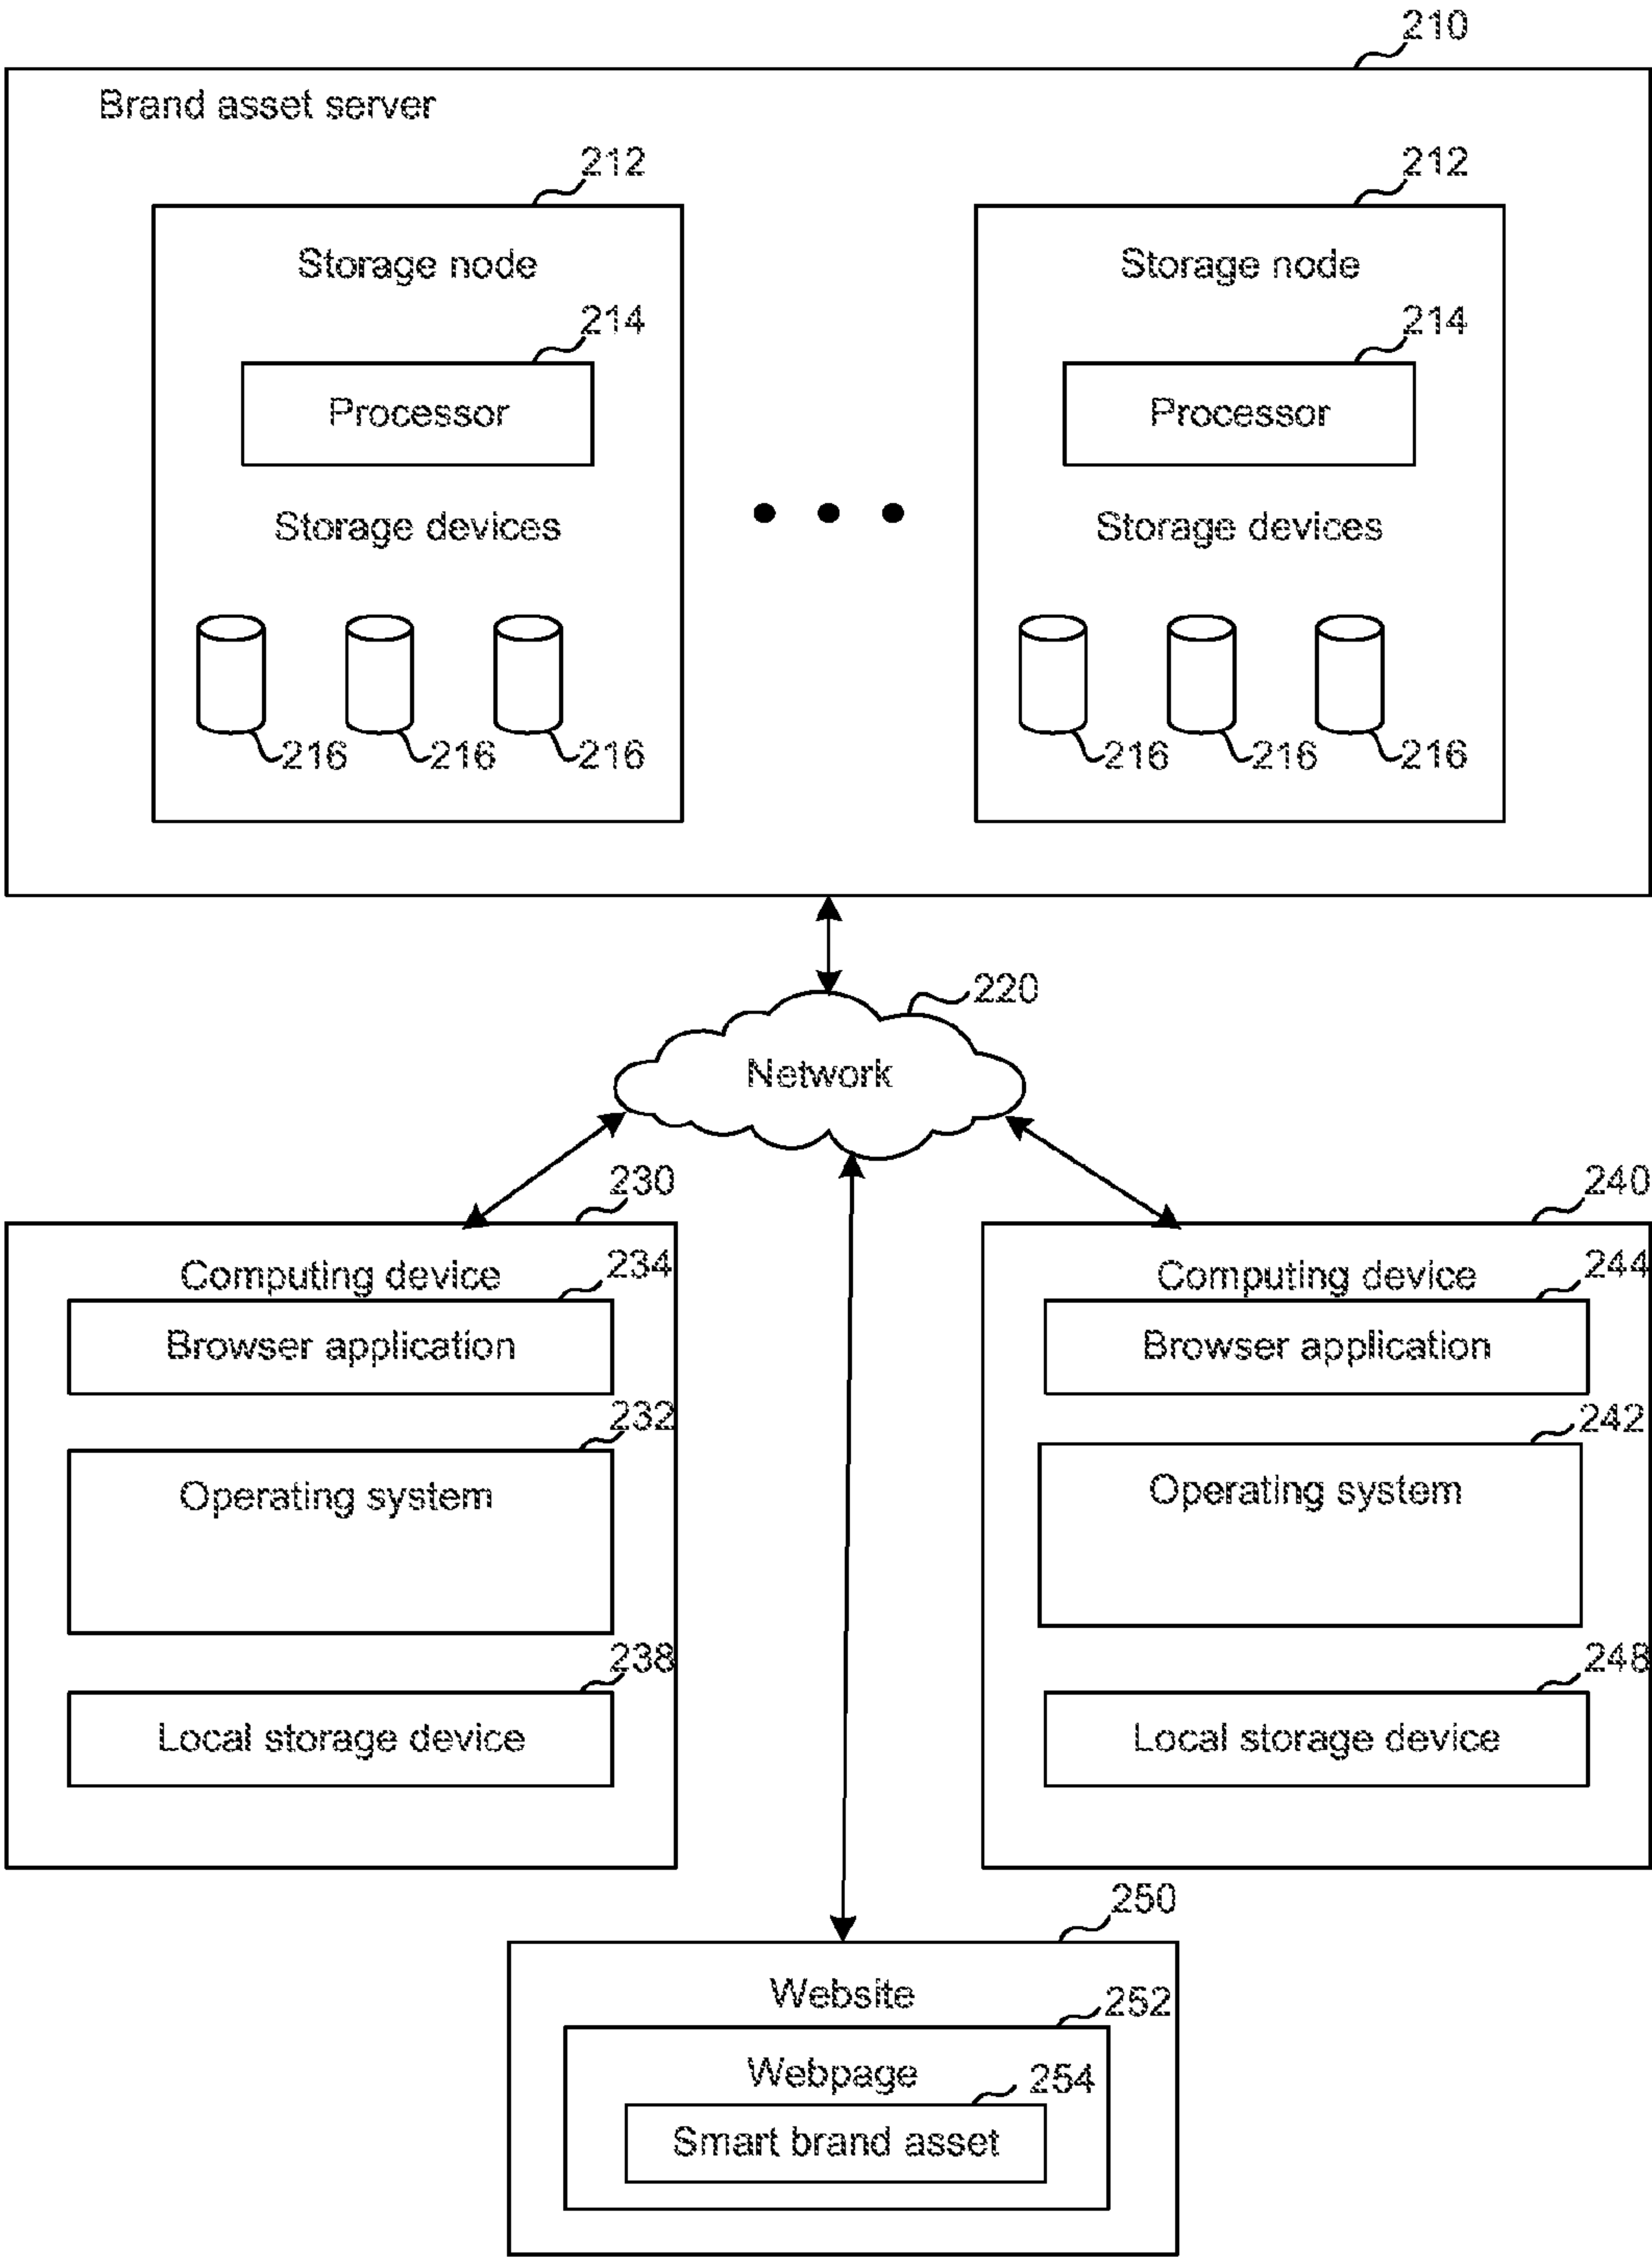 210
Brand asset server
212
212
Storage node
Storage node
214
214
Processor
Processor
Storage devices
Storage devices
216
216
216
216
216
216
220
Network
230
240
Computing device
234
Computing device
244
Browser application
Browser application
232
242
Operating system
Operating system
238
248
Local storage device
Local storage device
250
Website
252
Webpage
254
Smart brand asset